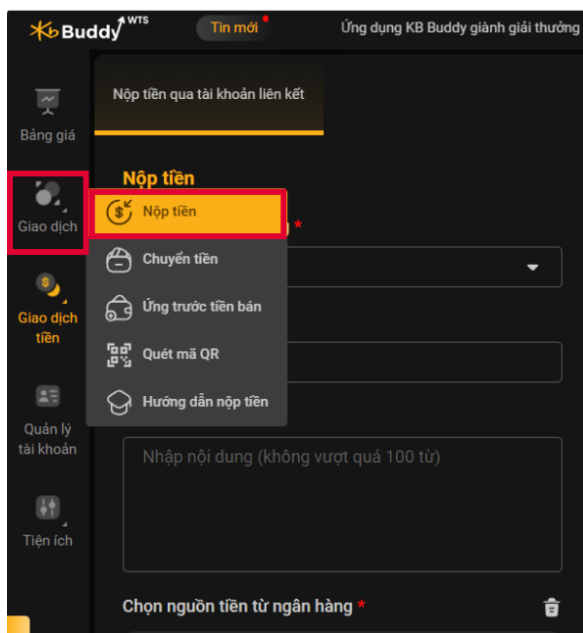 KB Buddy WTS
Tin mới
Ứng dụng KB Buddy giành giải thưởng
Nộp tiền qua tài khoản liên kết
Bảng giá
Nộp tiền
Giao dịch
Nộp tiền
*
Chuyển tiền
Ứng trước tiền bán
Giao dịch
tiền
Quét mã QR
Hướng dẫn nộp tiền
Quản lý
tài khoản
Nhập nội dung (không vượt quá 100 từ)
Tiện ích
Chọn nguồn tiền từ ngân hàng *